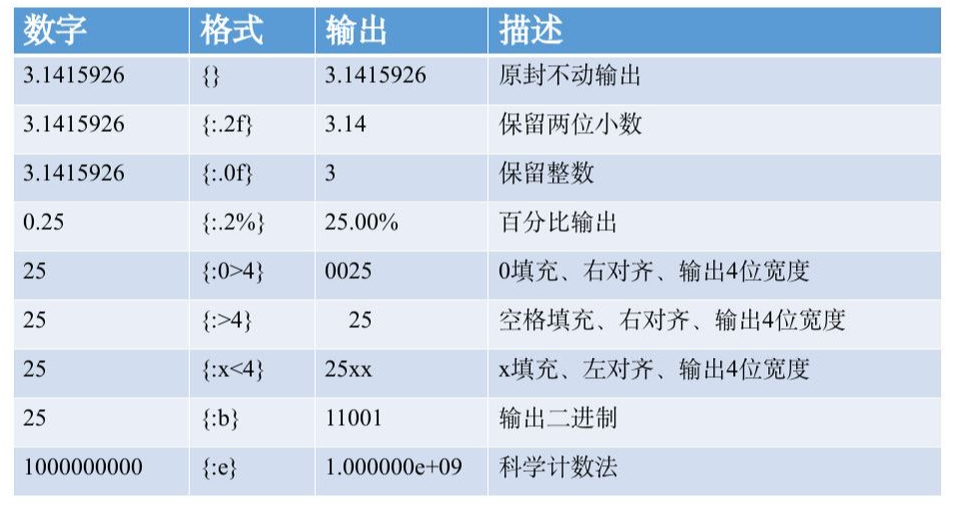 数字 格式 输出 描述
3.1415926 {} 3.1415926 原封不动输出
3.1415926 {:.2f} 3.14 保留两位小数
3.1415926 {:.0f} 3 保留整数
0.25 {:.2%} 25.00% 百分比输出
25 {:0>4} 0025 0填充、右对齐、输出4位宽度
25 {:>4} 25 空格填充、右对齐、输出4位宽度
25 {:x<4} 25xx x填充、左对齐、输出4位宽度
25 {:b} 11001 输出二进制
1000000000 {:e} 1.000000e+09 科学计数法